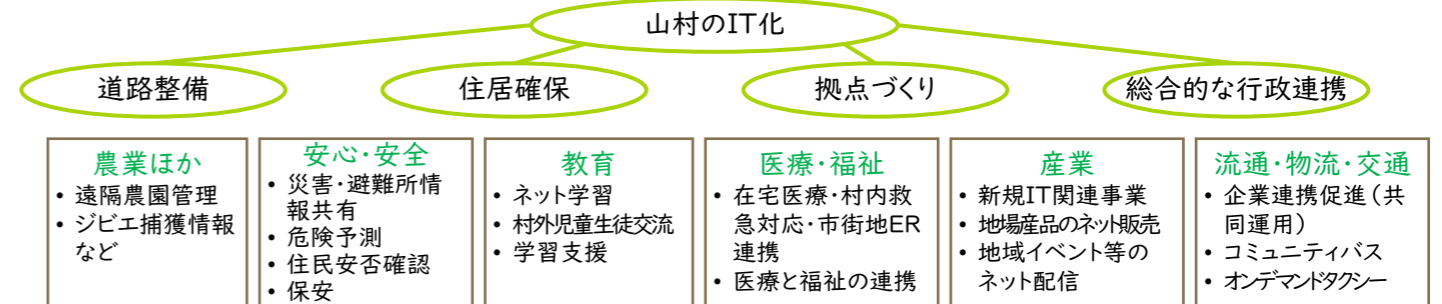 山村のIT化
道路整備
住居確保
拠点づくり
総合的な行政連携
農業ほか
• 遠隔農園管理
• ジビエ捕獲情報
など
安心・安全
• 災害・避難所情
報共有
• 危険予測
• 住民安否確認
• 保安
教育
• ネット学習
• 村外児童生徒交流
• 学習支援
医療・福祉
• 在宅医療・村内救
急対応・市街地ER
連携
• 医療と福祉の連携
産業
• 新規IT関連事業
• 地場産品のネット販売
• 地域イベント等の
ネット配信
流通・物流・交通
• 企業連携促進（共
同運用）
• コミュニティバス
• オンデマンドタクシー